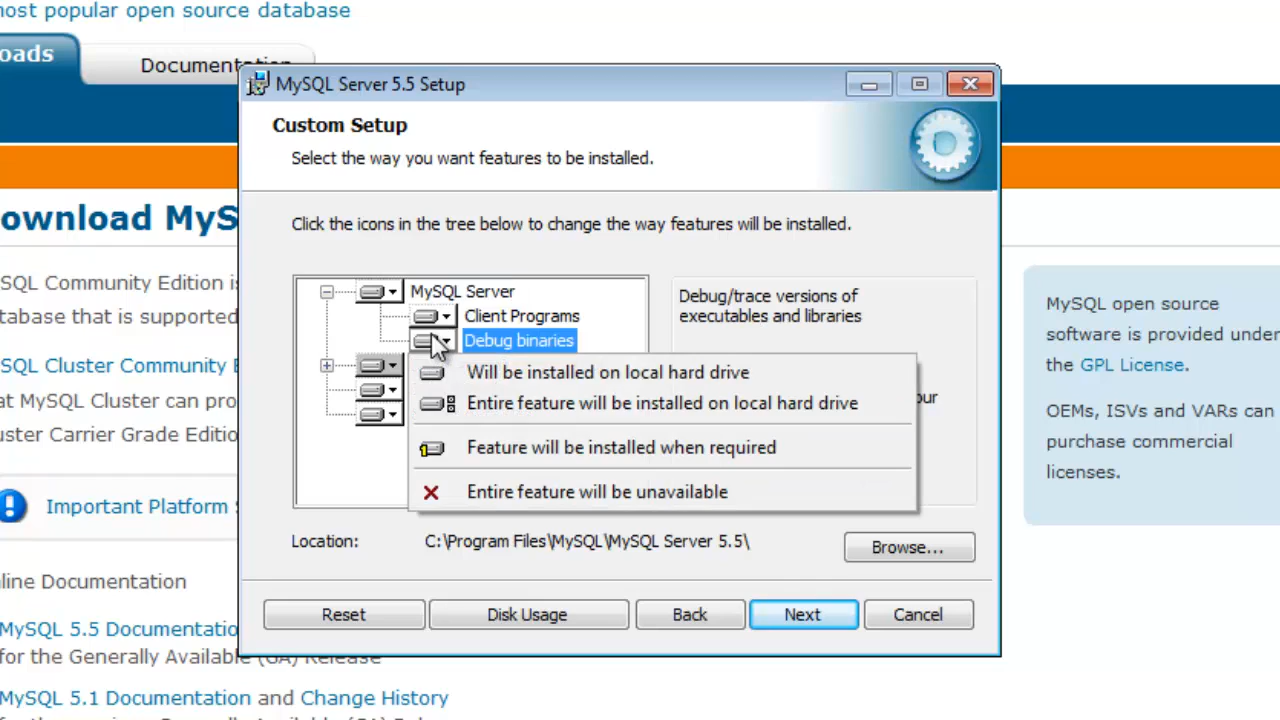 most popular open source database
oads
Documentation
MySQL Server 5.5 Setup
Custom Setup
Select the way you want features to be installed.
ownload MyS
Click the icons in the tree below to change the way features will be installed.
SQL Community Edition is
tabase that is supported
SQL Cluster Community E
at MySQL Cluster can pro
uster Carrier Grade Editio
Important Platform S
MySQL Server
Client Programs
Debug binaries
Debug/trace versions of
executables and libraries
our
Will be installed on local hard drive
Entire feature will be installed on local hard drive
Feature will be installed when required
Entire feature will be unavailable
MySQL open source
software is provided under
the GPL License.
OEMs, ISVs and VARs can
purchase commercial
licenses.
Location:
C:\Program Files\MySQL\MySQL Server 5.5\
Browse...
nline Documentation
Reset
Disk Usage
Back
Next
Cancel
MySQL 5.5 Documentatio
for the Generally Available (GA) Release
MySQL 5.1 Documentation and Change History